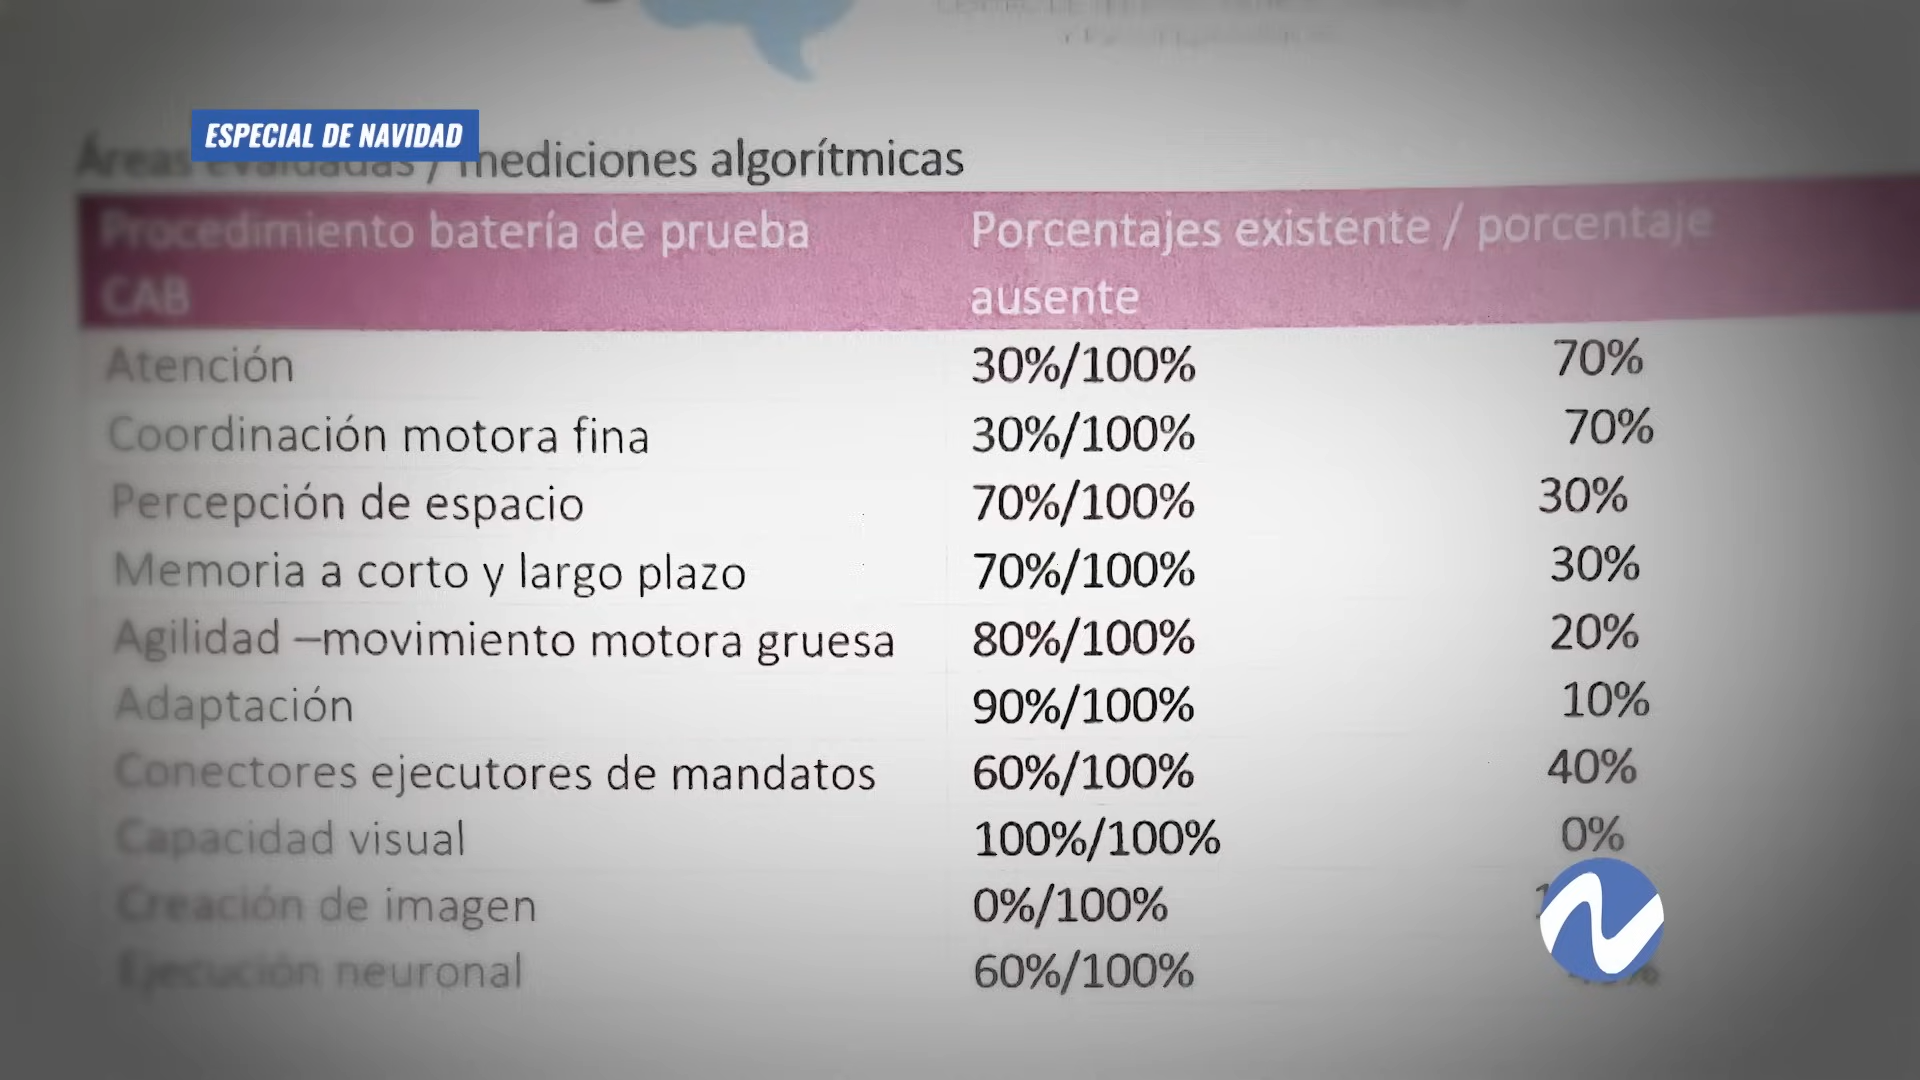 ESPECIAL DE NAVIDAD
Áreas evaluadas / mediciones algorítmicas
Procedimiento batería de prueba Porcentajes existente / porcentaje
CAB ausente
Atención 30%/100% 70%
Coordinación motora fina 30%/100% 70%
Percepción de espacio 70%/100% 30%
Memoria a corto y largo plazo 70%/100% 30%
Agilidad –movimiento motora gruesa 80%/100% 20%
Adaptación 90%/100% 10%
Conectores ejecutores de mandatos 60%/100% 40%
Capacidad visual 100%/100% 0%
Creación de imagen 0%/100%
Ejecución neuronal 60%/100%